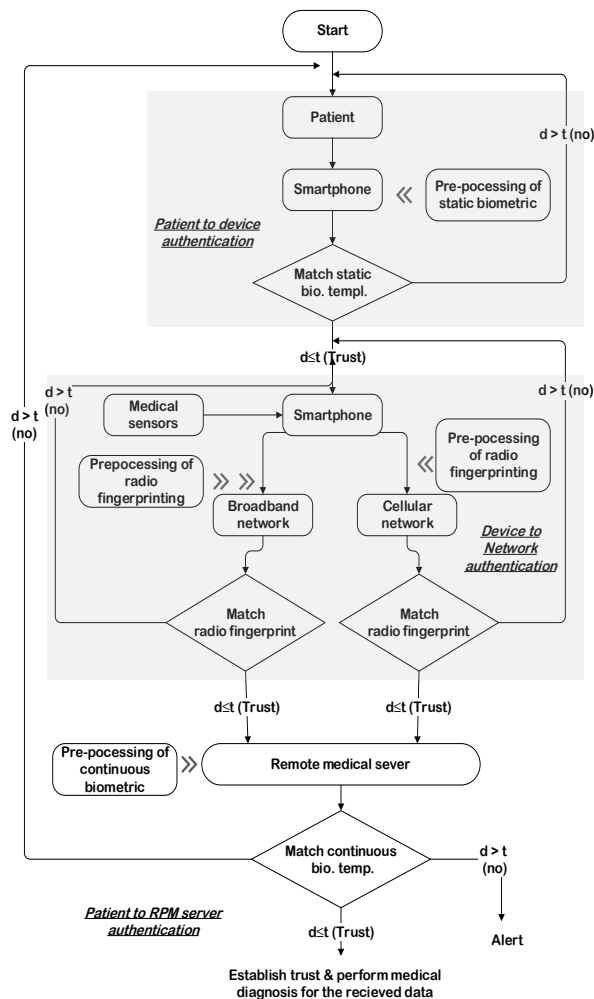 Start
Patient
d > t (no)
Smartphone
Pre-pocessing of
static biometric
Patient to device
authentication
Match static
bio. templ.
d≤t (Trust)
d > t
(no)
d > t (no)
d > t
(no)
Medical
sensors
Smartphone
Pre-pocessing
of radio
fingerprinting
Prepocessing of
radio
fingerprinting
Broadband
network
Cellular
network
Device to
Network
authentication
Match
radio fingerprint
Match
radio fingerprint
d≤t (Trust)
d≤t (Trust)
Pre-pocessing of
continuous
biometric
Remote medical sever
Match continuous
bio. temp.
d > t
(no)
Patient to RPM server
authentication
d≤t (Trust)
Alert
Establish trust & perform medical
diagnosis for the recieved data